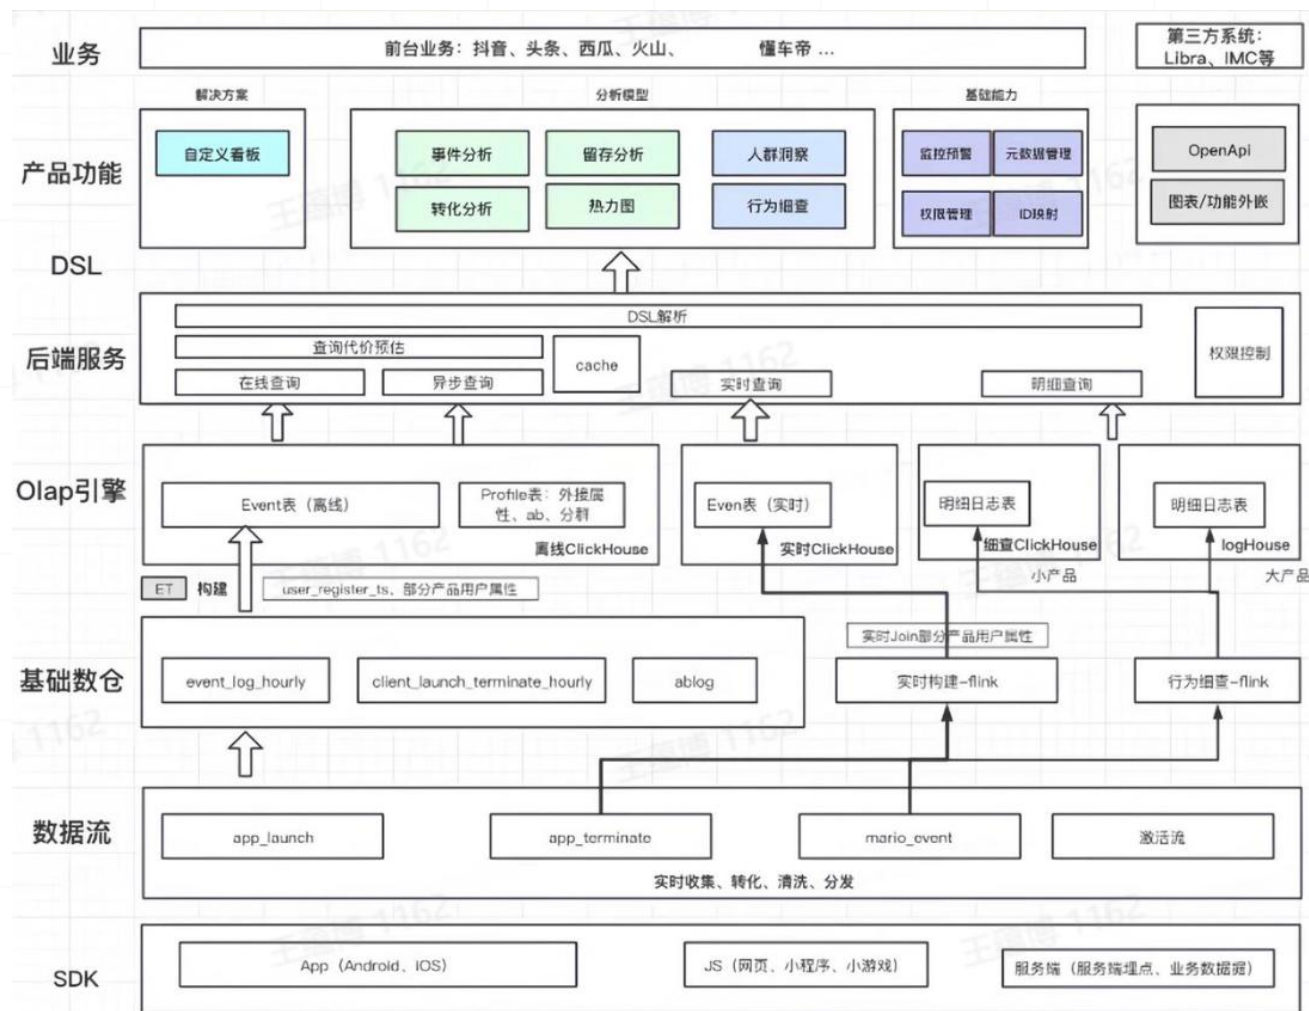 业务
前台业务：抖音、头条、西瓜、火山、 懂车帝 ...
第三方系统：
Libra、IMC等
解决方案
分析模型
基础能力
产品功能
自定义看板
事件分析
留存分析
人群洞察
转化分析
热力图
行为细查
监控预警
元数据管理
权限管理
ID映射
OpenApi
图表/功能外嵌
DSL
后端服务
DSL解析
查询代价预估
cache
在线查询
异步查询
实时查询
明细查询
权限控制
Olap引擎
Event表（离线）
Profile表：外接属
性、ab、分群
离线ClickHouse
Even表（实时）
实时ClickHouse
明细日志表
细查ClickHouse
小产品
明细日志表
logHouse
大产品
ET
构建
user_register_ts、部分产品用户属性
实时Join部分产品用户属性
基础数仓
event_log_hourly
client_launch_terminate_hourly
ablog
实时构建-flink
行为细查-flink
数据流
app_launch
app_terminate
mario_event
激活流
实时收集、转化、清洗、分发
SDK
App（Android、IOS）
JS（网页、小程序、小游戏）
服务端（服务端埋点、业务数据掘）